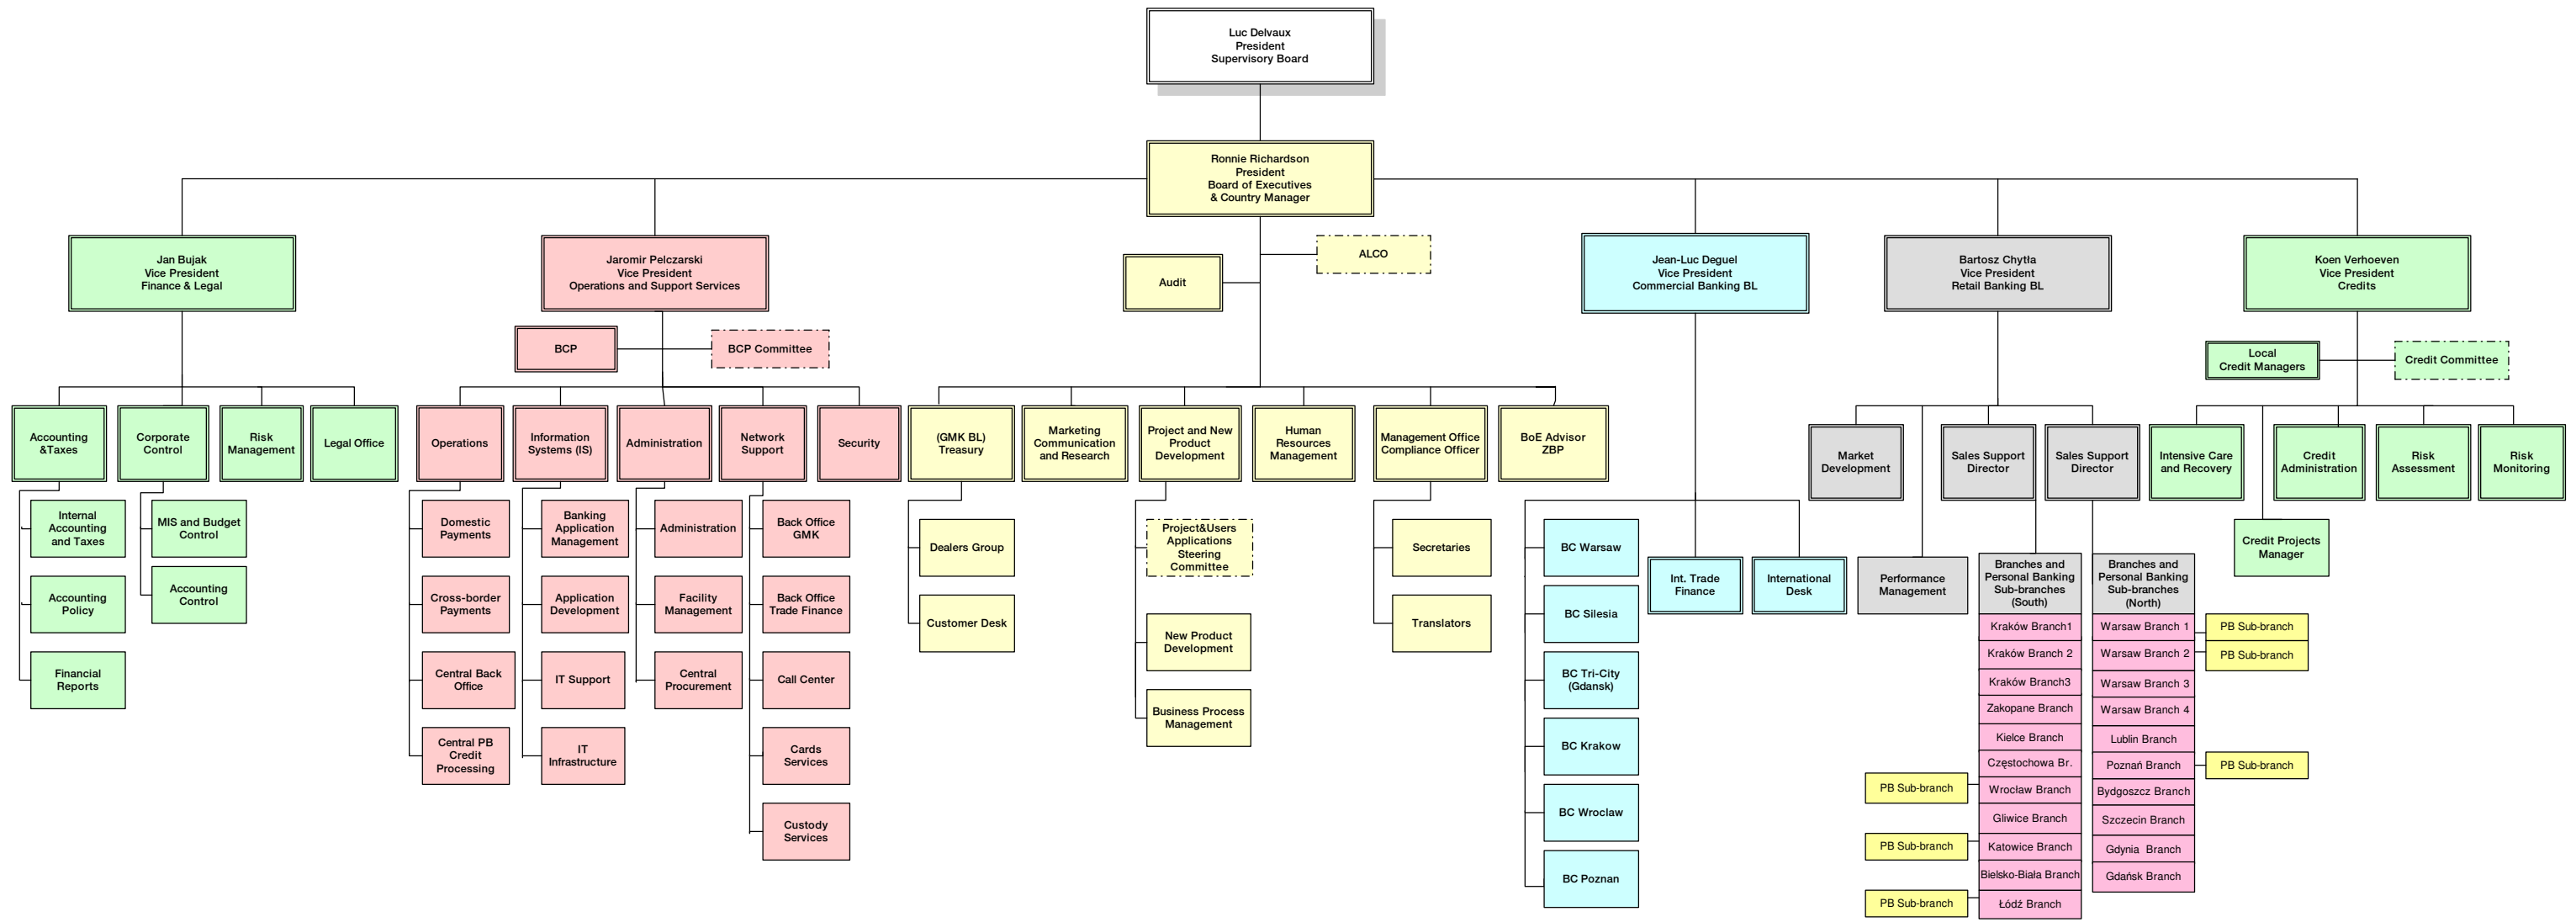 Luc Delvaux
President
Supervisory Board
Ronnie Richardson
President
Board of Executives
& Country Manager
Jan Bujak
Vice President
Finance & Legal
Jaromir Pelczarski
Vice President
Operations and Support Services
Audit
ALCO
Jean-Luc Deguel
Vice President
Commercial Banking BL
Bartosz Chytła
Vice President
Retail Banking BL
Koen Verhoeven
Vice President
Credits
BCP
BCP Committee
Local
Credit Managers
Credit Committee
Accounting
&Taxes
Corporate
Control
Risk
Management
Legal Office
Operations
Information
Systems (IS)
Administration
Network
Support
Security
(GMK BL)
Treasury
Marketing
Communication
and Research
Project and New
Product
Development
Human
Resources
Management
Management Office
Compliance Officer
BoE Advisor
ZBP
Market
Development
Sales Support
Director
Sales Support
Director
Intensive Care
and Recovery
Credit
Administration
Risk
Assessment
Risk
Monitoring
Internal
Accounting
and Taxes
Accounting
Policy
Financial
Reports
MIS and Budget
Control
Accounting
Control
Domestic
Payments
Cross-border
Payments
Central Back
Office
Central PB
Credit
Processing
Banking
Application
Management
Application
Development
IT Support
IT
Infrastructure
Administration
Facility
Management
Central
Procurement
Back Office
GMK
Back Office
Trade Finance
Call Center
Cards
Services
Custody
Services
Dealers Group
Customer Desk
Project&Users
Applications
Steering
Committee
New Product
Development
Business Process
Management
Secretaries
Translators
BC Warsaw
BC Silesia
BC Tri-City
(Gdansk)
BC Krakow
BC Wroclaw
BC Poznan
Int. Trade
Finance
International
Desk
Performance
Management
Branches and
Personal Banking
Sub-branches
(South)
Kraków Branch1
Kraków Branch 2
Kraków Branch3
Zakopane Branch
Kielce Branch
Częstochowa Br.
Wrocław Branch
Gliwice Branch
Katowice Branch
Bielsko-Biała Branch
Łódź Branch
PB Sub-branch
PB Sub-branch
PB Sub-branch
Branches and
Personal Banking
Sub-branches
(North)
Warsaw Branch 1
Warsaw Branch 2
Warsaw Branch 3
Warsaw Branch 4
Lublin Branch
Poznań Branch
Bydgoszcz Branch
Szczecin Branch
Gdynia Branch
Gdańsk Branch
PB Sub-branch
PB Sub-branch
PB Sub-branch
Credit Projects
Manager